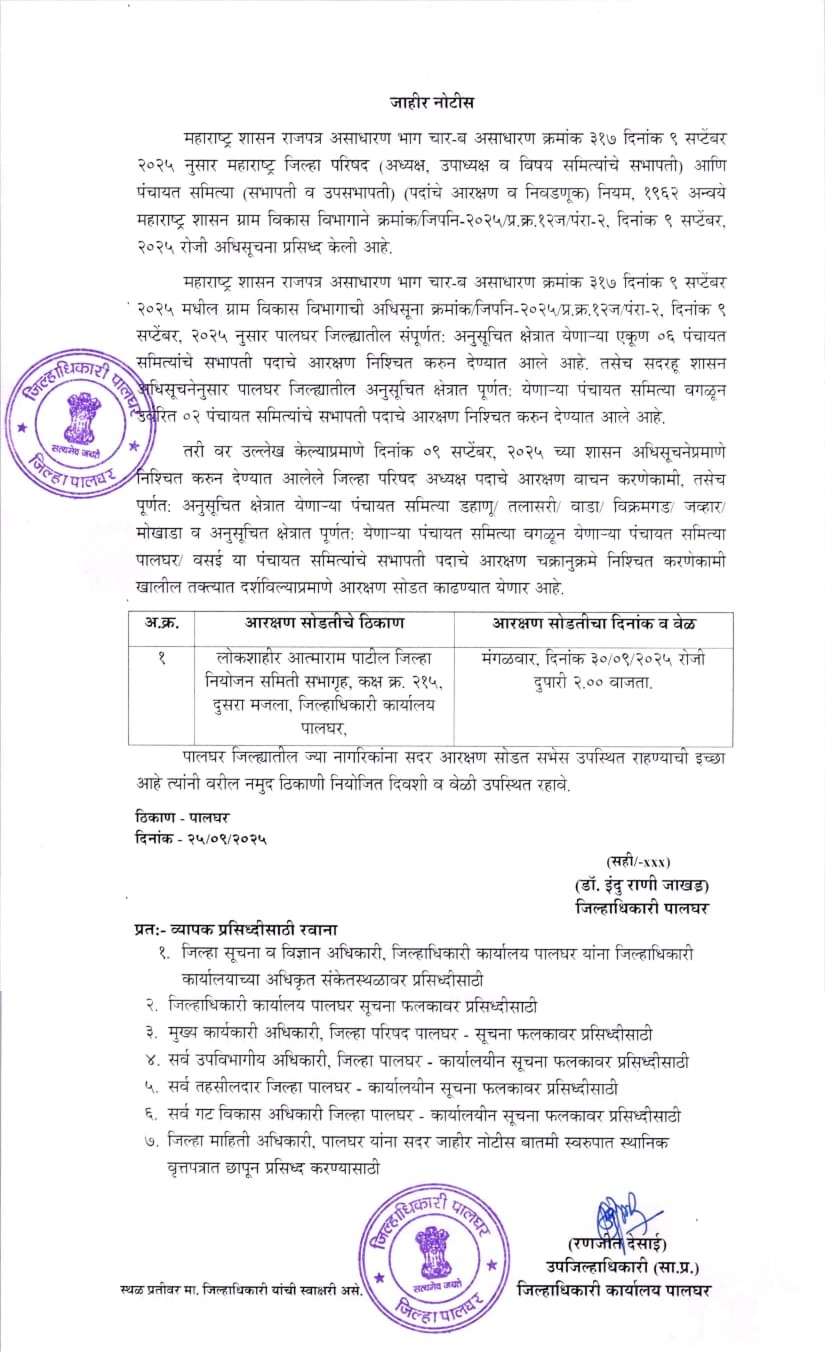 जाहीर नोटीस
महाराष्ट्र शासन राजपत्र असाधारण भाग चार-ब असाधारण क्रमांक ३१७ दिनांक ९ सप्टेंबर
२०२५ नुसार महाराष्ट्र जिल्हा परिषद (अध्यक्ष, उपाध्यक्ष व विषय समित्यांचे सभापती) आणि
पंचायत समित्या (सभापती व उपसभापती) (पदांचे आरक्षण व निवडणूक) नियम, १९६२ अन्वये
महाराष्ट्र शासन ग्राम विकास विभागाने क्रमांक/जिपनि-२०२५/प्र.क्र.१२ज/पंरा-२, दिनांक ९ सप्टेंबर,
२०२५ रोजी अधिसूचना प्रसिध्द केली आहे.
महाराष्ट्र शासन राजपत्र असाधारण भाग चार-ब असाधारण क्रमांक ३१७ दिनांक ९ सप्टेंबर
२०२५ मधील ग्राम विकास विभागाची अधिसूना क्रमांक/जिपनि-२०२५/प्र.क्र.१२ज/पंरा-२, दिनांक ९
सप्टेंबर, २०२५ नुसार पालघर जिल्ह्यातील संपूर्णत: अनुसूचित क्षेत्रात येणाऱ्या एकूण ०६ पंचायत
समित्यांचे सभापती पदाचे आरक्षण निश्चित करुन देण्यात आले आहे. तसेच सदरहू शासन
अधिसूचनेनुसार पालघर जिल्ह्यातील अनुसूचित क्षेत्रात पूर्णत: येणाऱ्या पंचायत समित्या वगळून
उर्वरित ०२ पंचायत समित्यांचे सभापती पदाचे आरक्षण निश्चित करुन देण्यात आले आहे.
तरी वर उल्लेख केल्याप्रमाणे दिनांक ०९ सप्टेंबर, २०२५ च्या शासन अधिसूचनेप्रमाणे
निश्चित करुन देण्यात आलेले जिल्हा परिषद अध्यक्ष पदाचे आरक्षण वाचन करणेकामी, तसेच
पूर्णत: अनुसूचित क्षेत्रात येणाऱ्या पंचायत समित्या डहाणू/ तलासरी/ वाडा/ विक्रमगड/ जव्हार/
मोखाडा व अनुसूचित क्षेत्रात पूर्णत: येणाऱ्या पंचायत समित्या वगळून येणाऱ्या पंचायत समित्या
पालघर/ वसई या पंचायत समित्यांचे सभापती पदाचे आरक्षण चक्रानुक्रमे निश्चित करणेकामी
खालील तक्त्यात दर्शविल्याप्रमाणे आरक्षण सोडत काढण्यात येणार आहे.
अ.क्र. आरक्षण सोडतीचे ठिकाण आरक्षण सोडतीचा दिनांक व वेळ
१ लोकशाहीर आत्माराम पाटील जिल्हा मंगळवार, दिनांक ३०/०९/२०२५ रोजी
नियोजन समिती सभागृह, कक्ष क्र. २१५, दुपारी २.०० वाजता.
दुसरा मजला, जिल्हाधिकारी कार्यालय
पालघर,
पालघर जिल्ह्यातील ज्या नागरिकांना सदर आरक्षण सोडत सभेस उपस्थित राहण्याची इच्छा
आहे त्यांनी वरील नमुद ठिकाणी नियोजित दिवशी व वेळी उपस्थित रहावे.
ठिकाण - पालघर
दिनांक - २५/०९/२०२५
(सही/-xxx)
(डॉ. इंदु राणी जाखड़)
जिल्हाधिकारी पालघर
प्रत:- व्यापक प्रसिध्दीसाठी रवाना
१. जिल्हा सूचना व विज्ञान अधिकारी, जिल्हाधिकारी कार्यालय पालघर यांना जिल्हाधिकारी
कार्यालयाच्या अधिकृत संकेतस्थळावर प्रसिध्दीसाठी
२. जिल्हाधिकारी कार्यालय पालघर सूचना फलकावर प्रसिध्दीसाठी
३. मुख्य कार्यकारी अधिकारी, जिल्हा परिषद पालघर - सूचना फलकावर प्रसिध्दीसाठी
४. सर्व उपविभागीय अधिकारी, जिल्हा पालघर - कार्यालयीन सूचना फलकावर प्रसिध्दीसाठी
५. सर्व तहसीलदार जिल्हा पालघर - कार्यालयीन सूचना फलकावर प्रसिध्दीसाठी
६. सर्व गट विकास अधिकारी जिल्हा पालघर - कार्यालयीन सूचना फलकावर प्रसिध्दीसाठी
७. जिल्हा माहिती अधिकारी, पालघर यांना सदर जाहीर नोटीस बातमी स्वरुपात स्थानिक
वृत्तपत्रात छापून प्रसिध्द करण्यासाठी
(रणजीत देसाई)
उपजिल्हाधिकारी (सा.प्र.)
स्थळ प्रतीवर मा. जिल्हाधिकारी यांची स्वाक्षरी असे. जिल्हाधिकारी कार्यालय पालघर
जिल्हाधिकारी पालघर
सत्यमेव जयते
जिल्हा पालघर
जिल्हाधिकारी पालघर
सत्यमेव जयते
जिल्हा पालघर